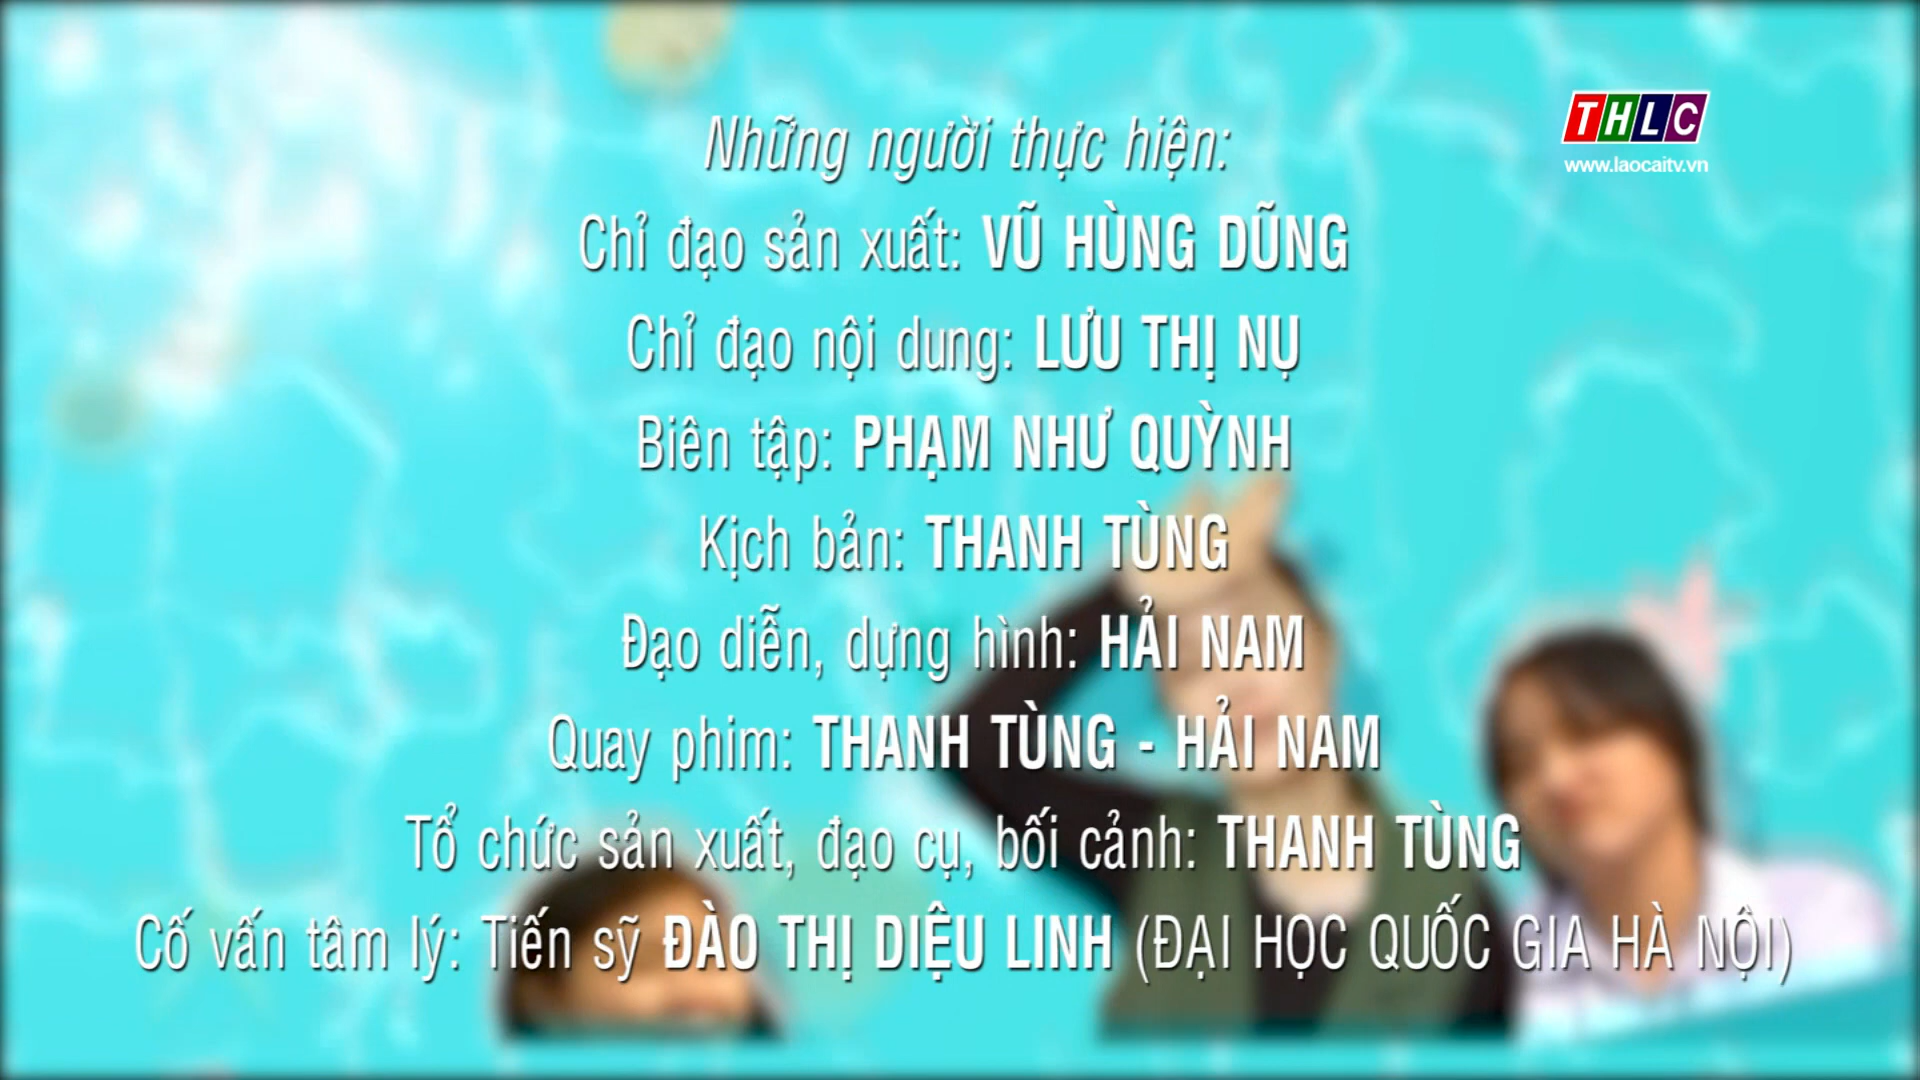 THLC
www.laocaitv.vn
Những người thực hiện:
Chỉ đạo sản xuất: VŨ HÙNG DŨNG
Chỉ đạo nội dung: LƯU THỊ NỤ
Biên tập: PHẠM NHƯ QUỲNH
Kịch bản: THANH TÙNG
Đạo diễn, dựng hình: HẢI NAM
Quay phim: THANH TÙNG - HẢI NAM
Tổ chức sản xuất, đạo cụ, bối cảnh: THANH TÙNG
Cố vấn tâm lý: Tiến sỹ ĐÀO THỊ DIỆU LINH (ĐẠI HỌC QUỐC GIA HÀ NỘI)